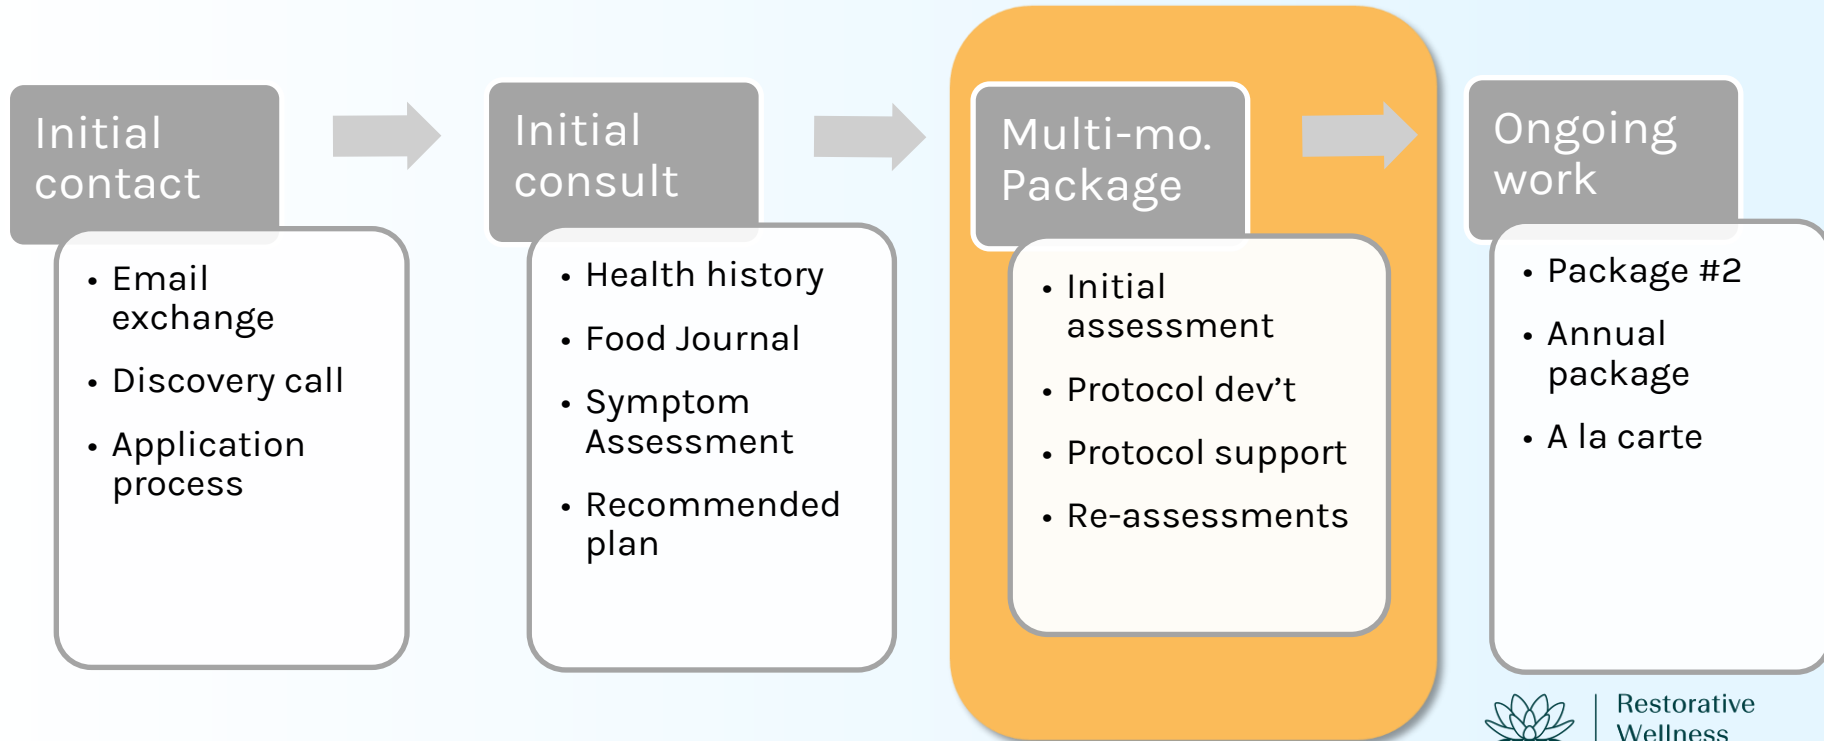 Initial
contact
• Email
exchange
• Discovery call
• Application
process
Initial
consult
• Health history
• Food Journal
• Symptom
Assessment
• Recommended
plan
Multi-mo.
Package
• Initial
assessment
• Protocol dev’t
• Protocol support
• Re-assessments
Ongoing
work
• Package #2
• Annual
package
• A la carte
Restorative
Wellness